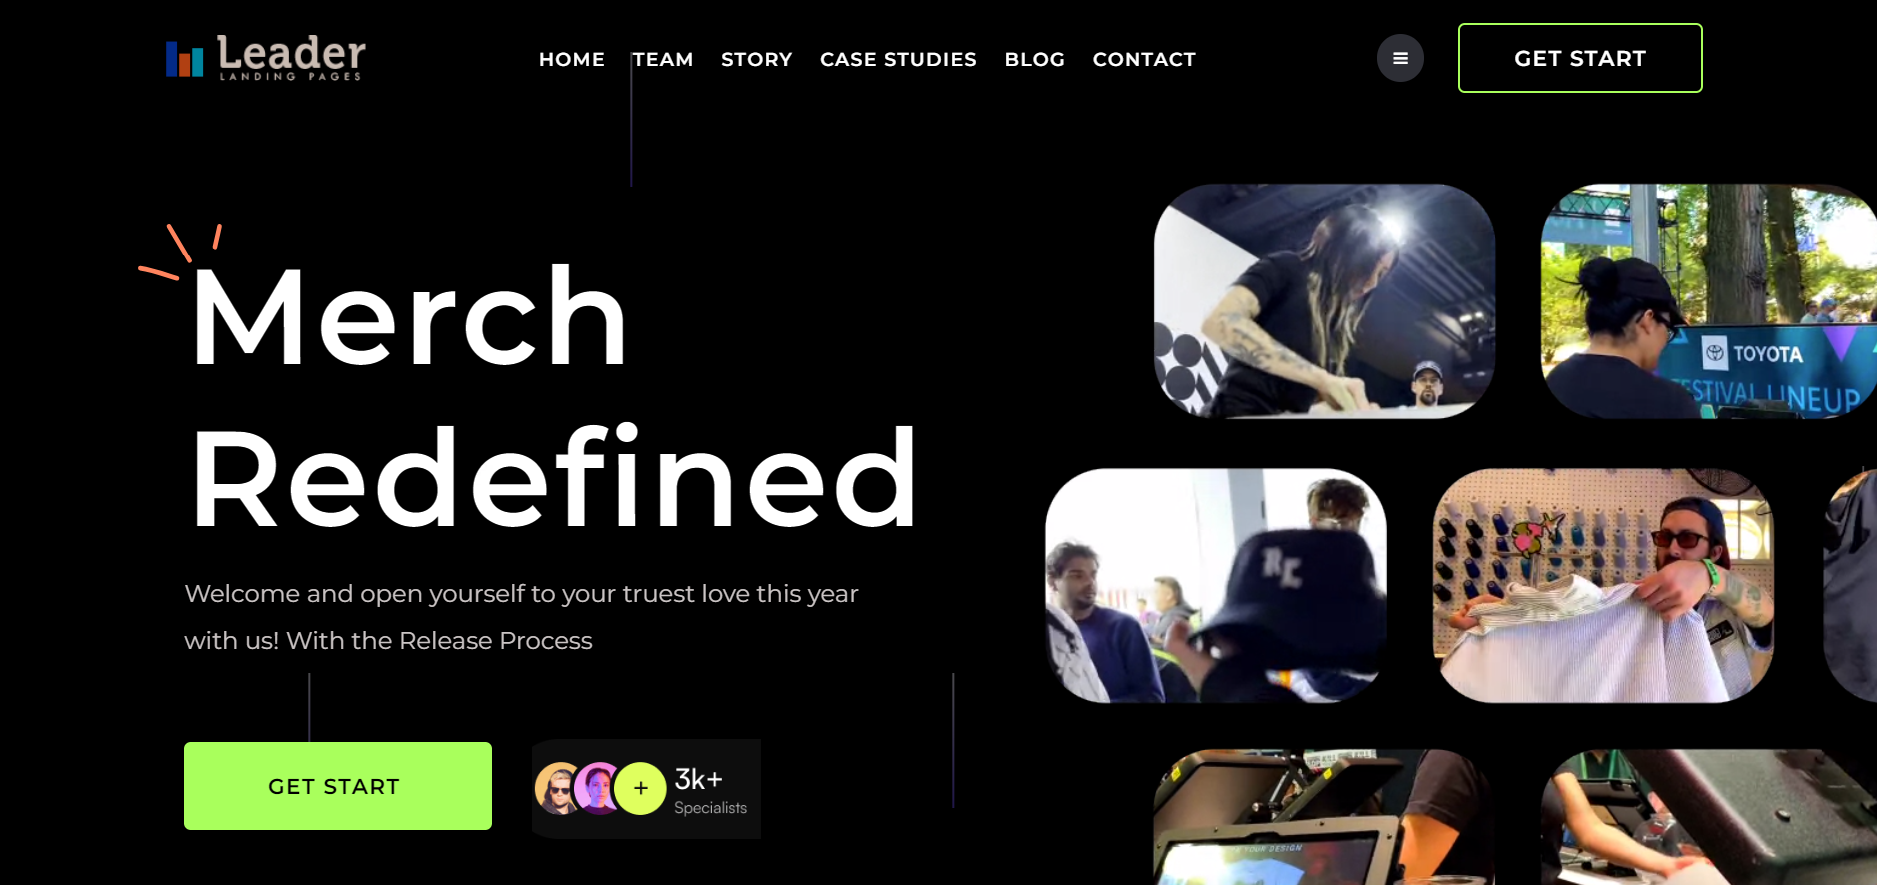 Leader
LANDING PAGES
HOME TEAM STORY CASE STUDIES BLOG CONTACT
GET START
Merch
Redefined
Welcome and open yourself to your truest love this year
with us! With the Release Process
GET START
+
3k+
Specialists
TOYOTA
FESTIVAL LINEUP
RC
YOUR DESIGN